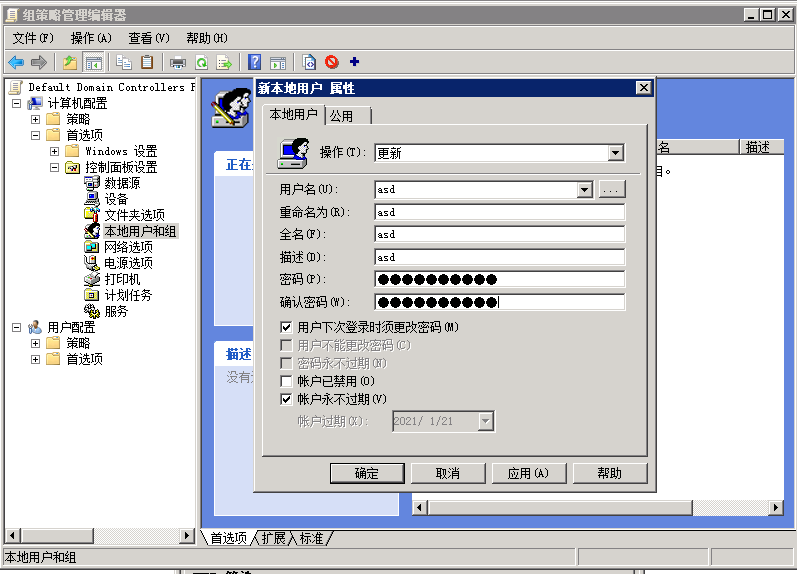 组策略管理编辑器
文件(F) 操作(A) 查看(V) 帮助(H)
Default Domain Controllers P
计算机配置
策略
首选项
Windows 设置
控制面板设置
数据源
设备
文件夹选项
本地用户和组
网络选项
电源选项
打印机
计划任务
服务
用户配置
策略
首选项
正在
描述
没有
名 描述
目。
新本地用户 属性
本地用户 公用
操作(T): 更新
用户名(U): asd ...
重命名为(R): asd
全名(F): asd
描述(D): asd
密码(P): ●●●●●●●●●●
确认密码(W): ●●●●●●●●●●
用户下次登录时须更改密码(M)
用户不能更改密码(C)
密码永不过期(N)
帐户已禁用(O)
帐户永不过期(V)
帐户过期(X): 2021/ 1/21
确定 取消 应用(A) 帮助
首选项 扩展 标准
本地用户和组